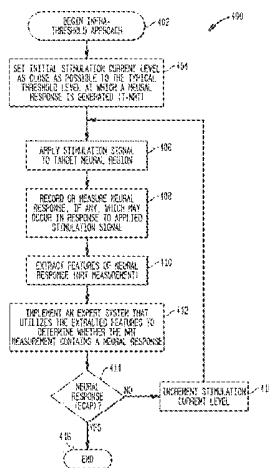 400
BEGIN INFRA-
THRESHOLD APPROACH
402
SET INITIAL STIMULATION CURRENT LEVEL
AS CLOSE AS POSSIBLE TO THE TYPICAL
THRESHOLD LEVEL AT WHICH A NEURAL
RESPONSE IS GENERATED (T-NRT)
404
APPLY STIMULATION SIGNAL
TO TARGET NEURAL REGION
406
RECORD OR MEASURE NEURAL
RESPONSE, IF ANY, WHICH MAY
OCCUR IN RESPONSE TO APPLIED
STIMULATION SIGNAL
408
EXTRACT FEATURES OF NEURAL
RESPONSE (NRT MEASUREMENT)
410
IMPLEMENT AN EXPERT SYSTEM THAT
UTILIZES THE EXTRACTED FEATURES TO
DETERMINE WHETHER THE NRT
MEASUREMENT CONTAINS A NEURAL RESPONSE
412
414
NEURAL
RESPONSE
(ECAP)?
NO
INCREMENT STIMULATION
CURRENT LEVEL
YES
416
END